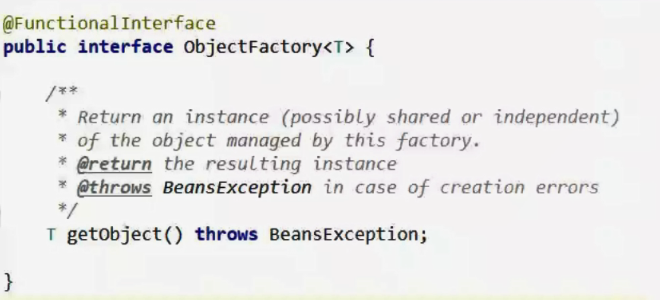 @FunctionalInterface
public interface ObjectFactory<T> {
/**
* Return an instance (possibly shared or independent)
* of the object managed by this factory.
* @return the resulting instance
* @throws BeansException in case of creation errors
*/
T getObject() throws BeansException;
}